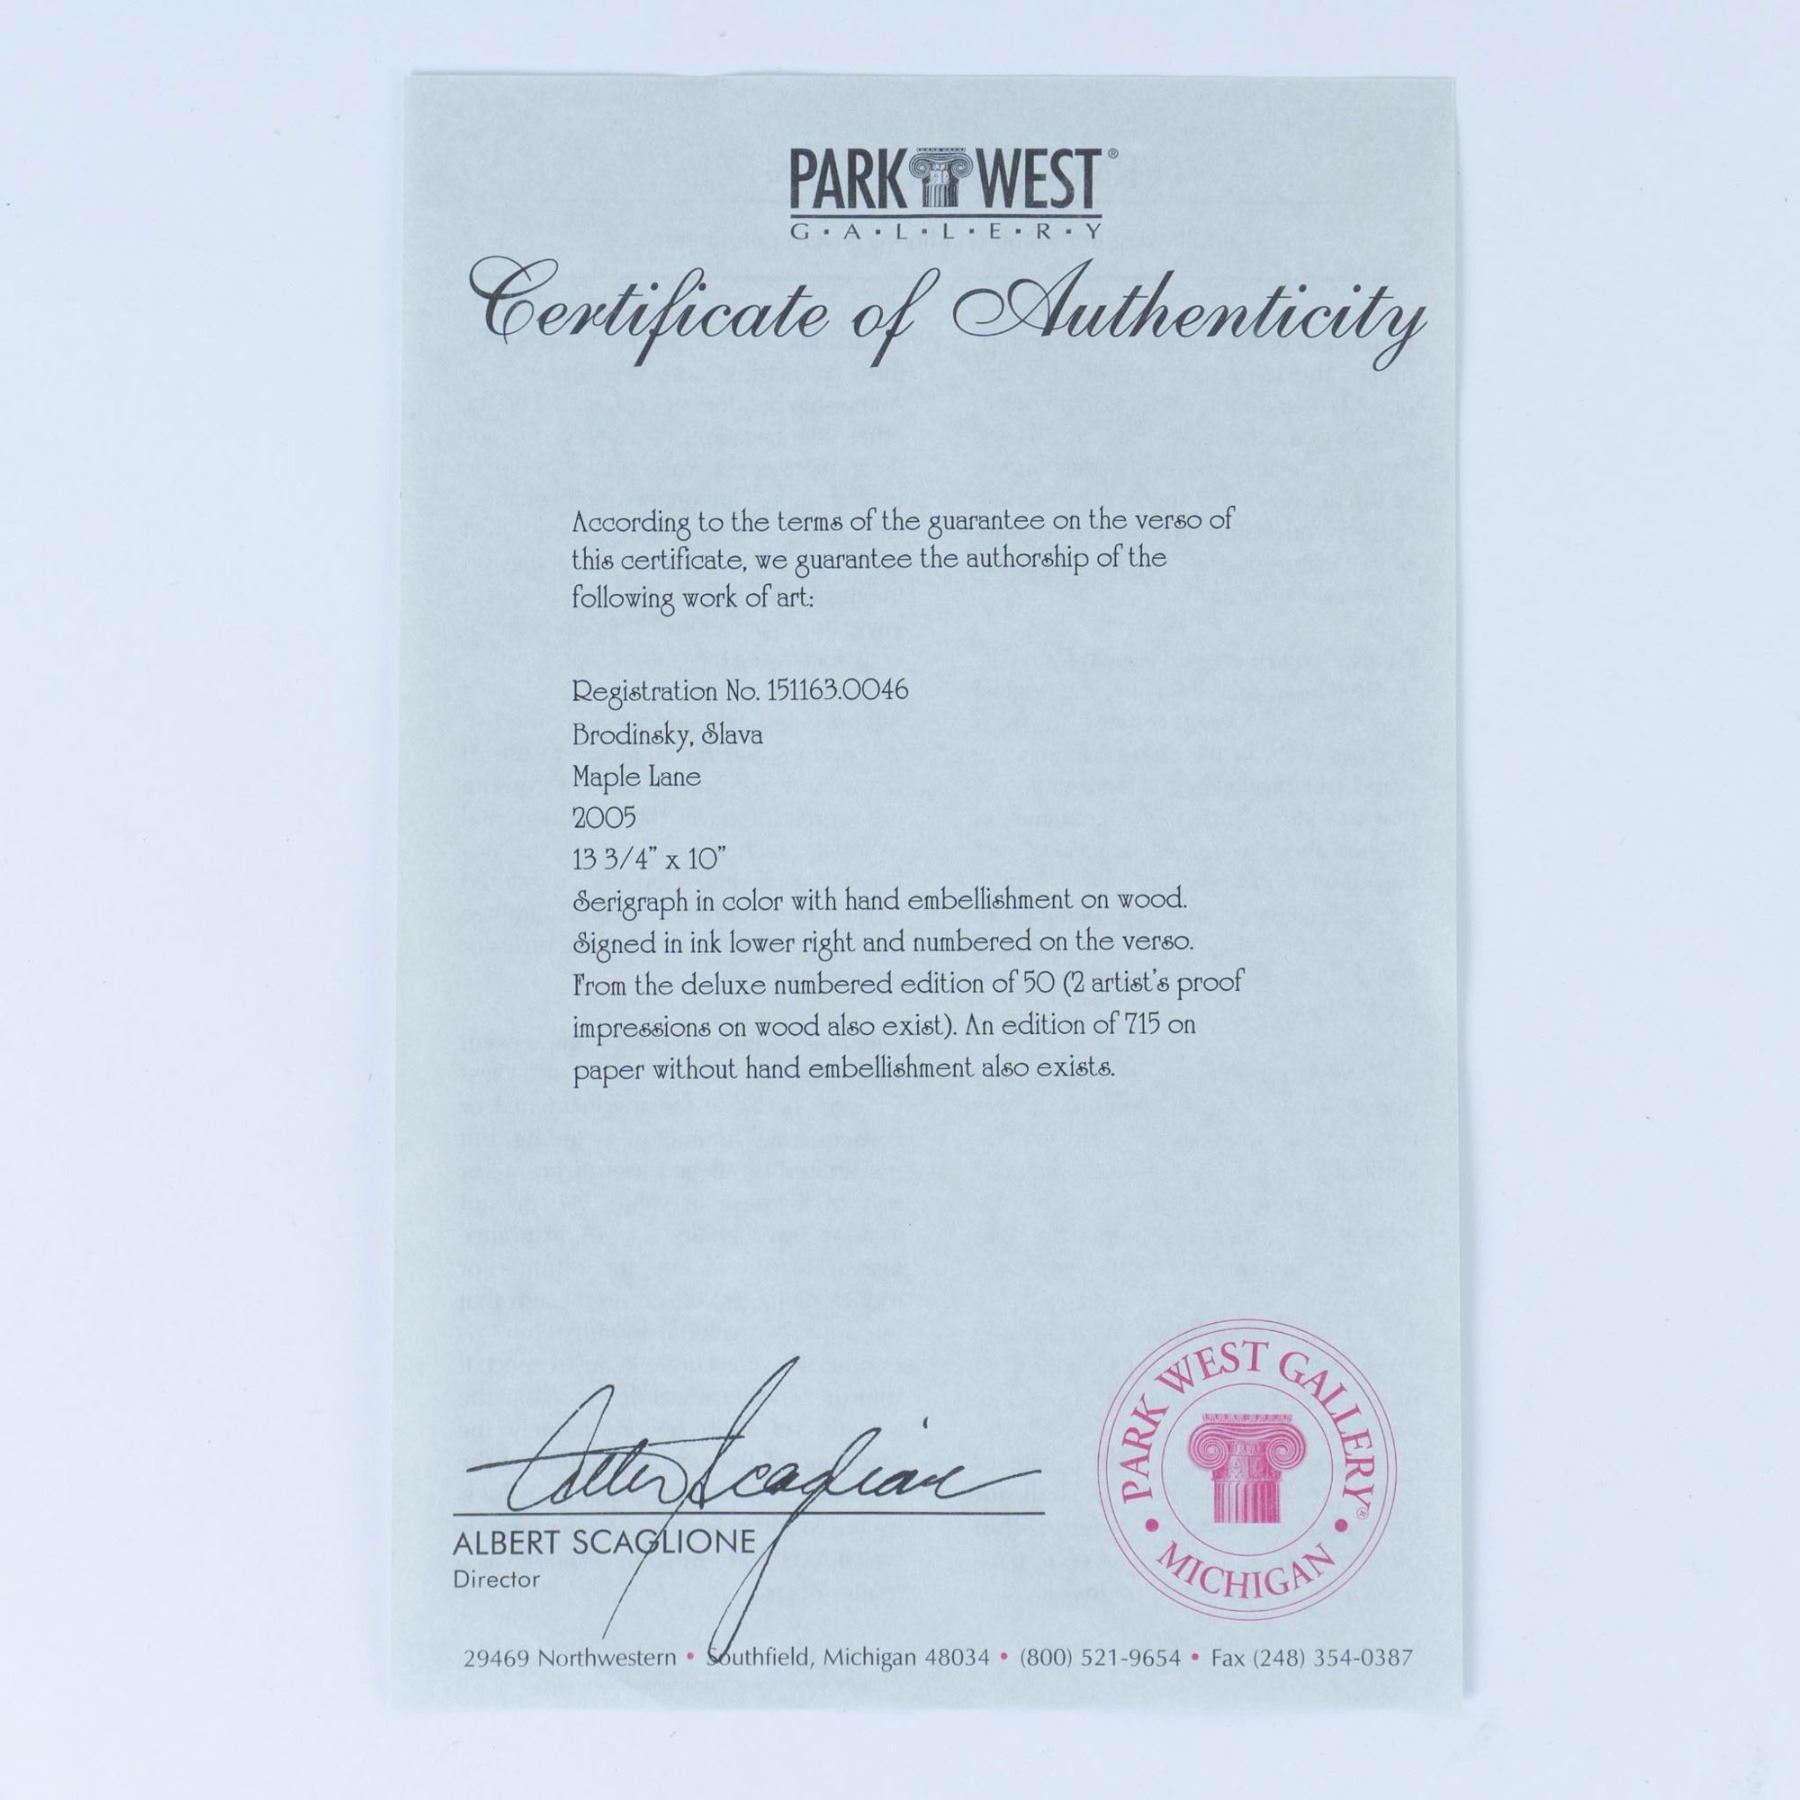 PARK WEST®
G·A·L·L·E·R·Y
Certificate of Authenticity
According to the terms of the guarantee on the verso of
this certificate, we guarantee the authorship of the
following work of art:
Registration No. 151163.0046
Brodinsky, Slava
Maple Lane
2005
13 3/4" x 10"
Serigraph in color with hand embellishment on wood.
Signed in ink lower right and numbered on the verso.
From the deluxe numbered edition of 50 (2 artist's proof
impressions on wood also exist). An edition of 715 on
paper without hand embellishment also exists.
Albert Scaglione
ALBERT SCAGLIONE
Director
PARK WEST GALLERY®
• MICHIGAN •
29469 Northwestern • Southfield, Michigan 48034 • (800) 521-9654 • Fax (248) 354-0387